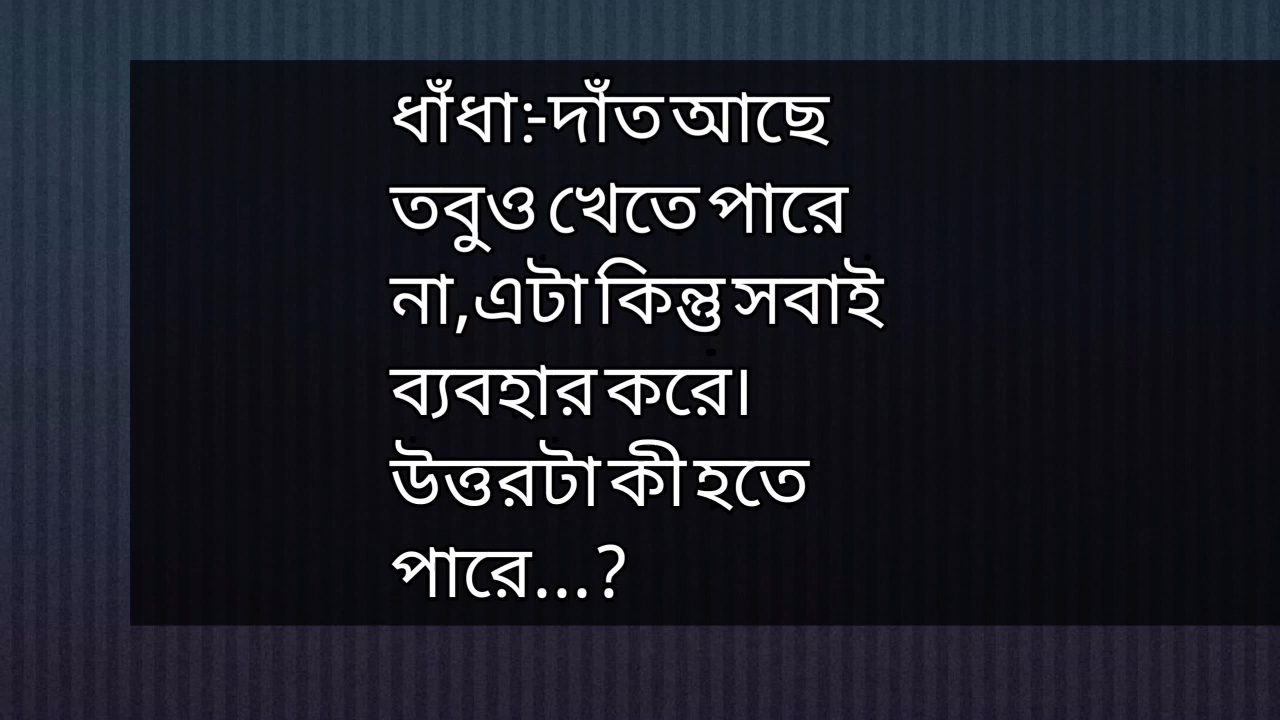 ধাঁধা:-দাঁত আছে
তবুও খেতে পারে
না,এটা কিন্তু সবাই
ব্যবহার করে।
উত্তরটা কী হতে
পারে...?